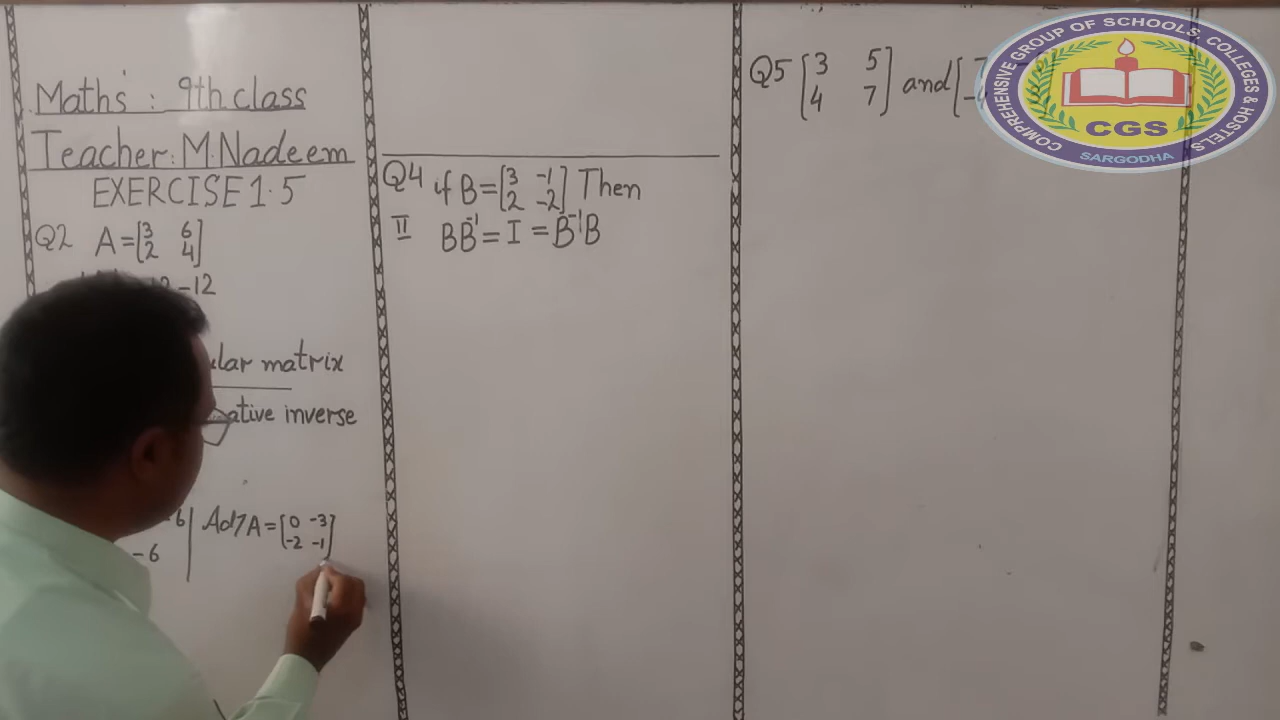 Maths : 9th class
Teacher: M.Nadeem
EXERCISE 1.5
Q2 A = [3 6
2 4]
-12
matrix
inverse
-6 | Adj A = [0 -3
-6 | -2 -1]
Q4 if B = [3 -1
2 -2] Then
II BB⁻¹ = I = B⁻¹B
Q5 [3 5
4 7] and [
COMPREHENSIVE GROUP OF SCHOOLS, COLLEGES & HOSTELS
CGS
SARGODHA